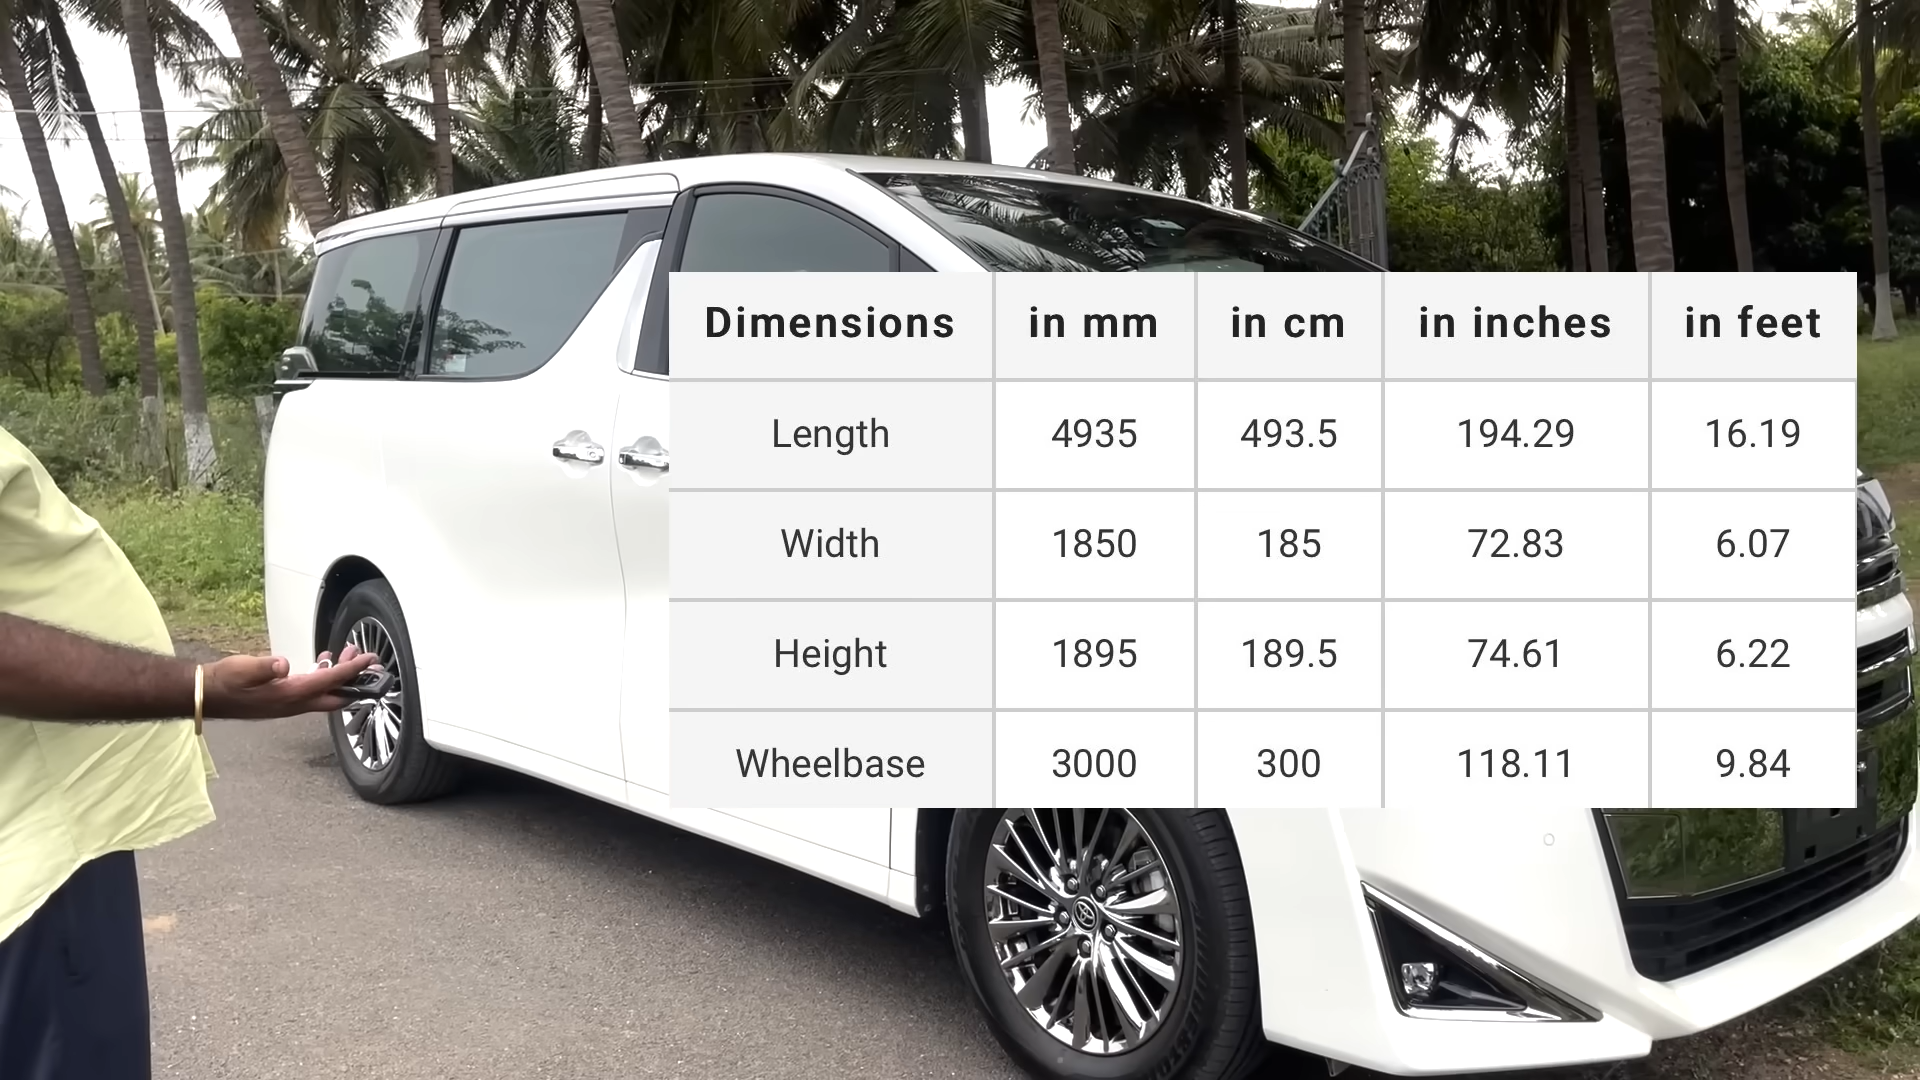 Dimensions in mm in cm in inches in feet
Length 4935 493.5 194.29 16.19
Width 1850 185 72.83 6.07
Height 1895 189.5 74.61 6.22
Wheelbase 3000 300 118.11 9.84